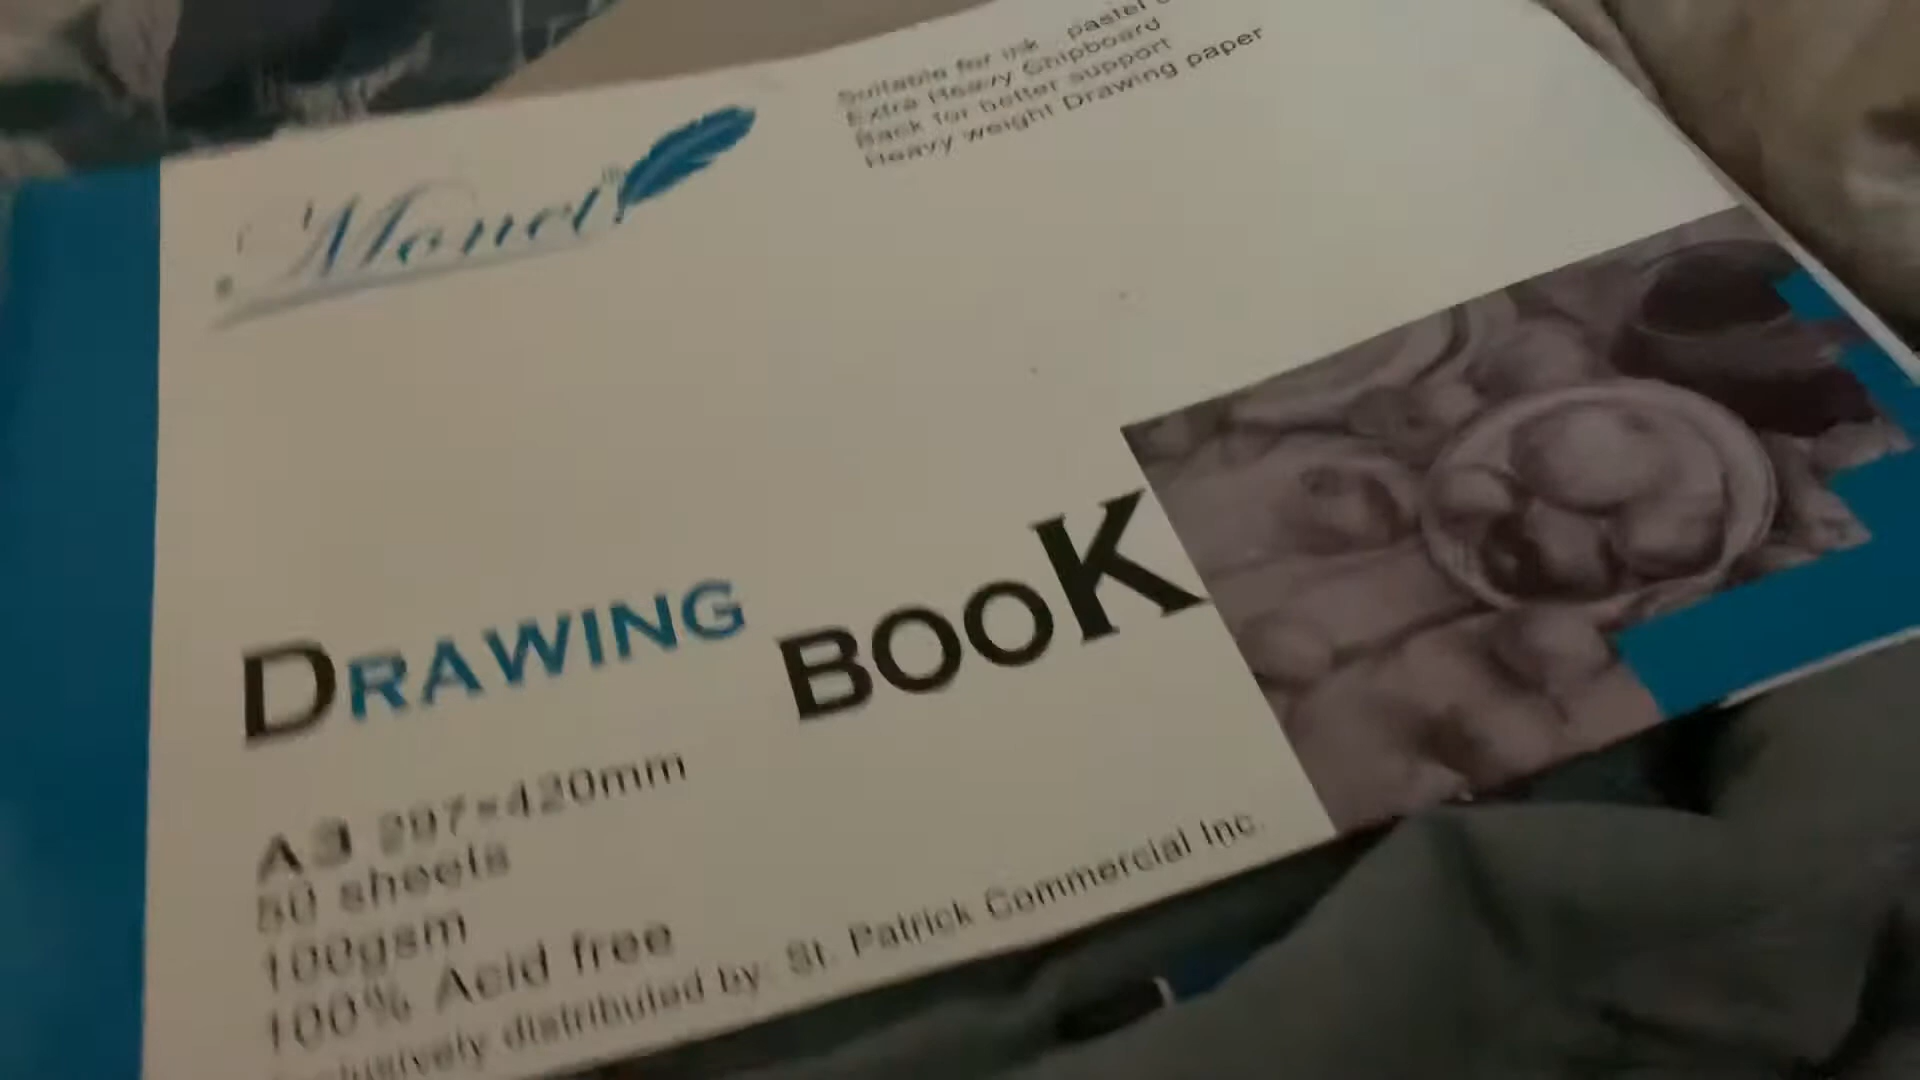 Monet
Suitable for ink pastel
Extra Heavy Chipboard
Back for better support
Heavy weight Drawing paper
DRAWING BOOK
A3 297×420mm
50 sheets
100gsm
100% Acid free
distributed by: St. Patrick Commercial Inc.